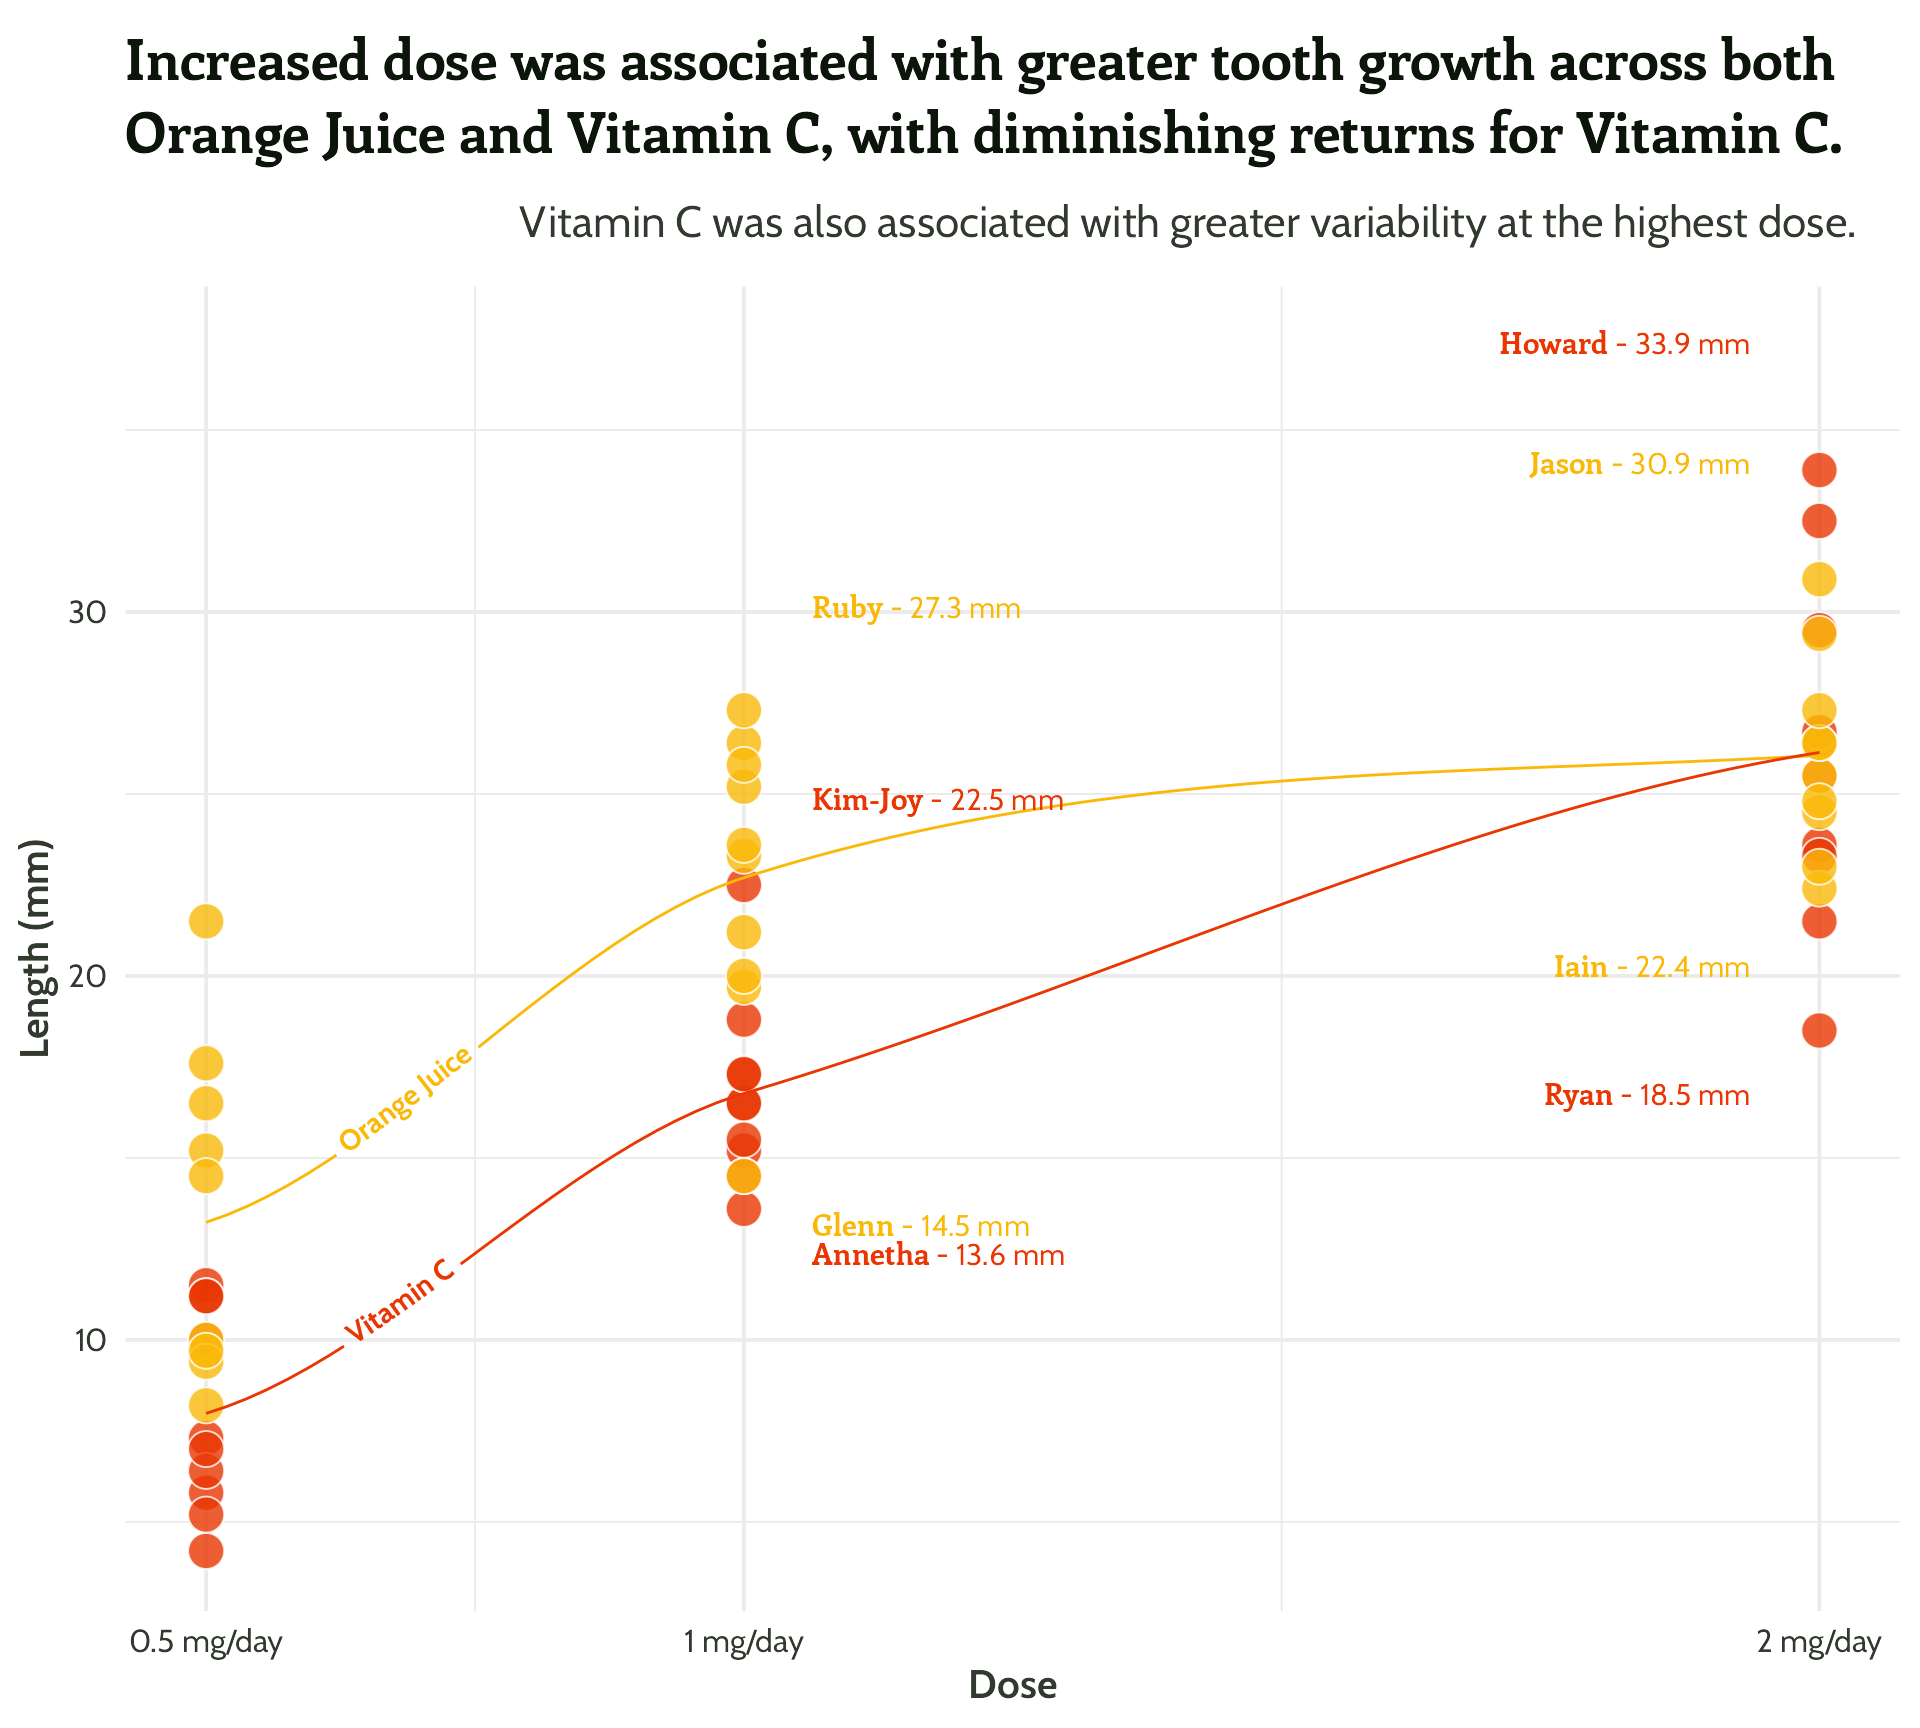 Increased dose was associated with greater tooth growth across both
Orange Juice and Vitamin C, with diminishing returns for Vitamin C.
Vitamin C was also associated with greater variability at the highest dose.
Howard - 33.9 mm
Jason - 30.9 mm
Ruby - 27.3 mm
Kim-Joy - 22.5 mm
Iain - 22.4 mm
Ryan - 18.5 mm
Glenn - 14.5 mm
Annetha - 13.6 mm
Orange Juice
Vitamin C
Length (mm)
30
20
10
0.5 mg/day
1 mg/day
2 mg/day
Dose